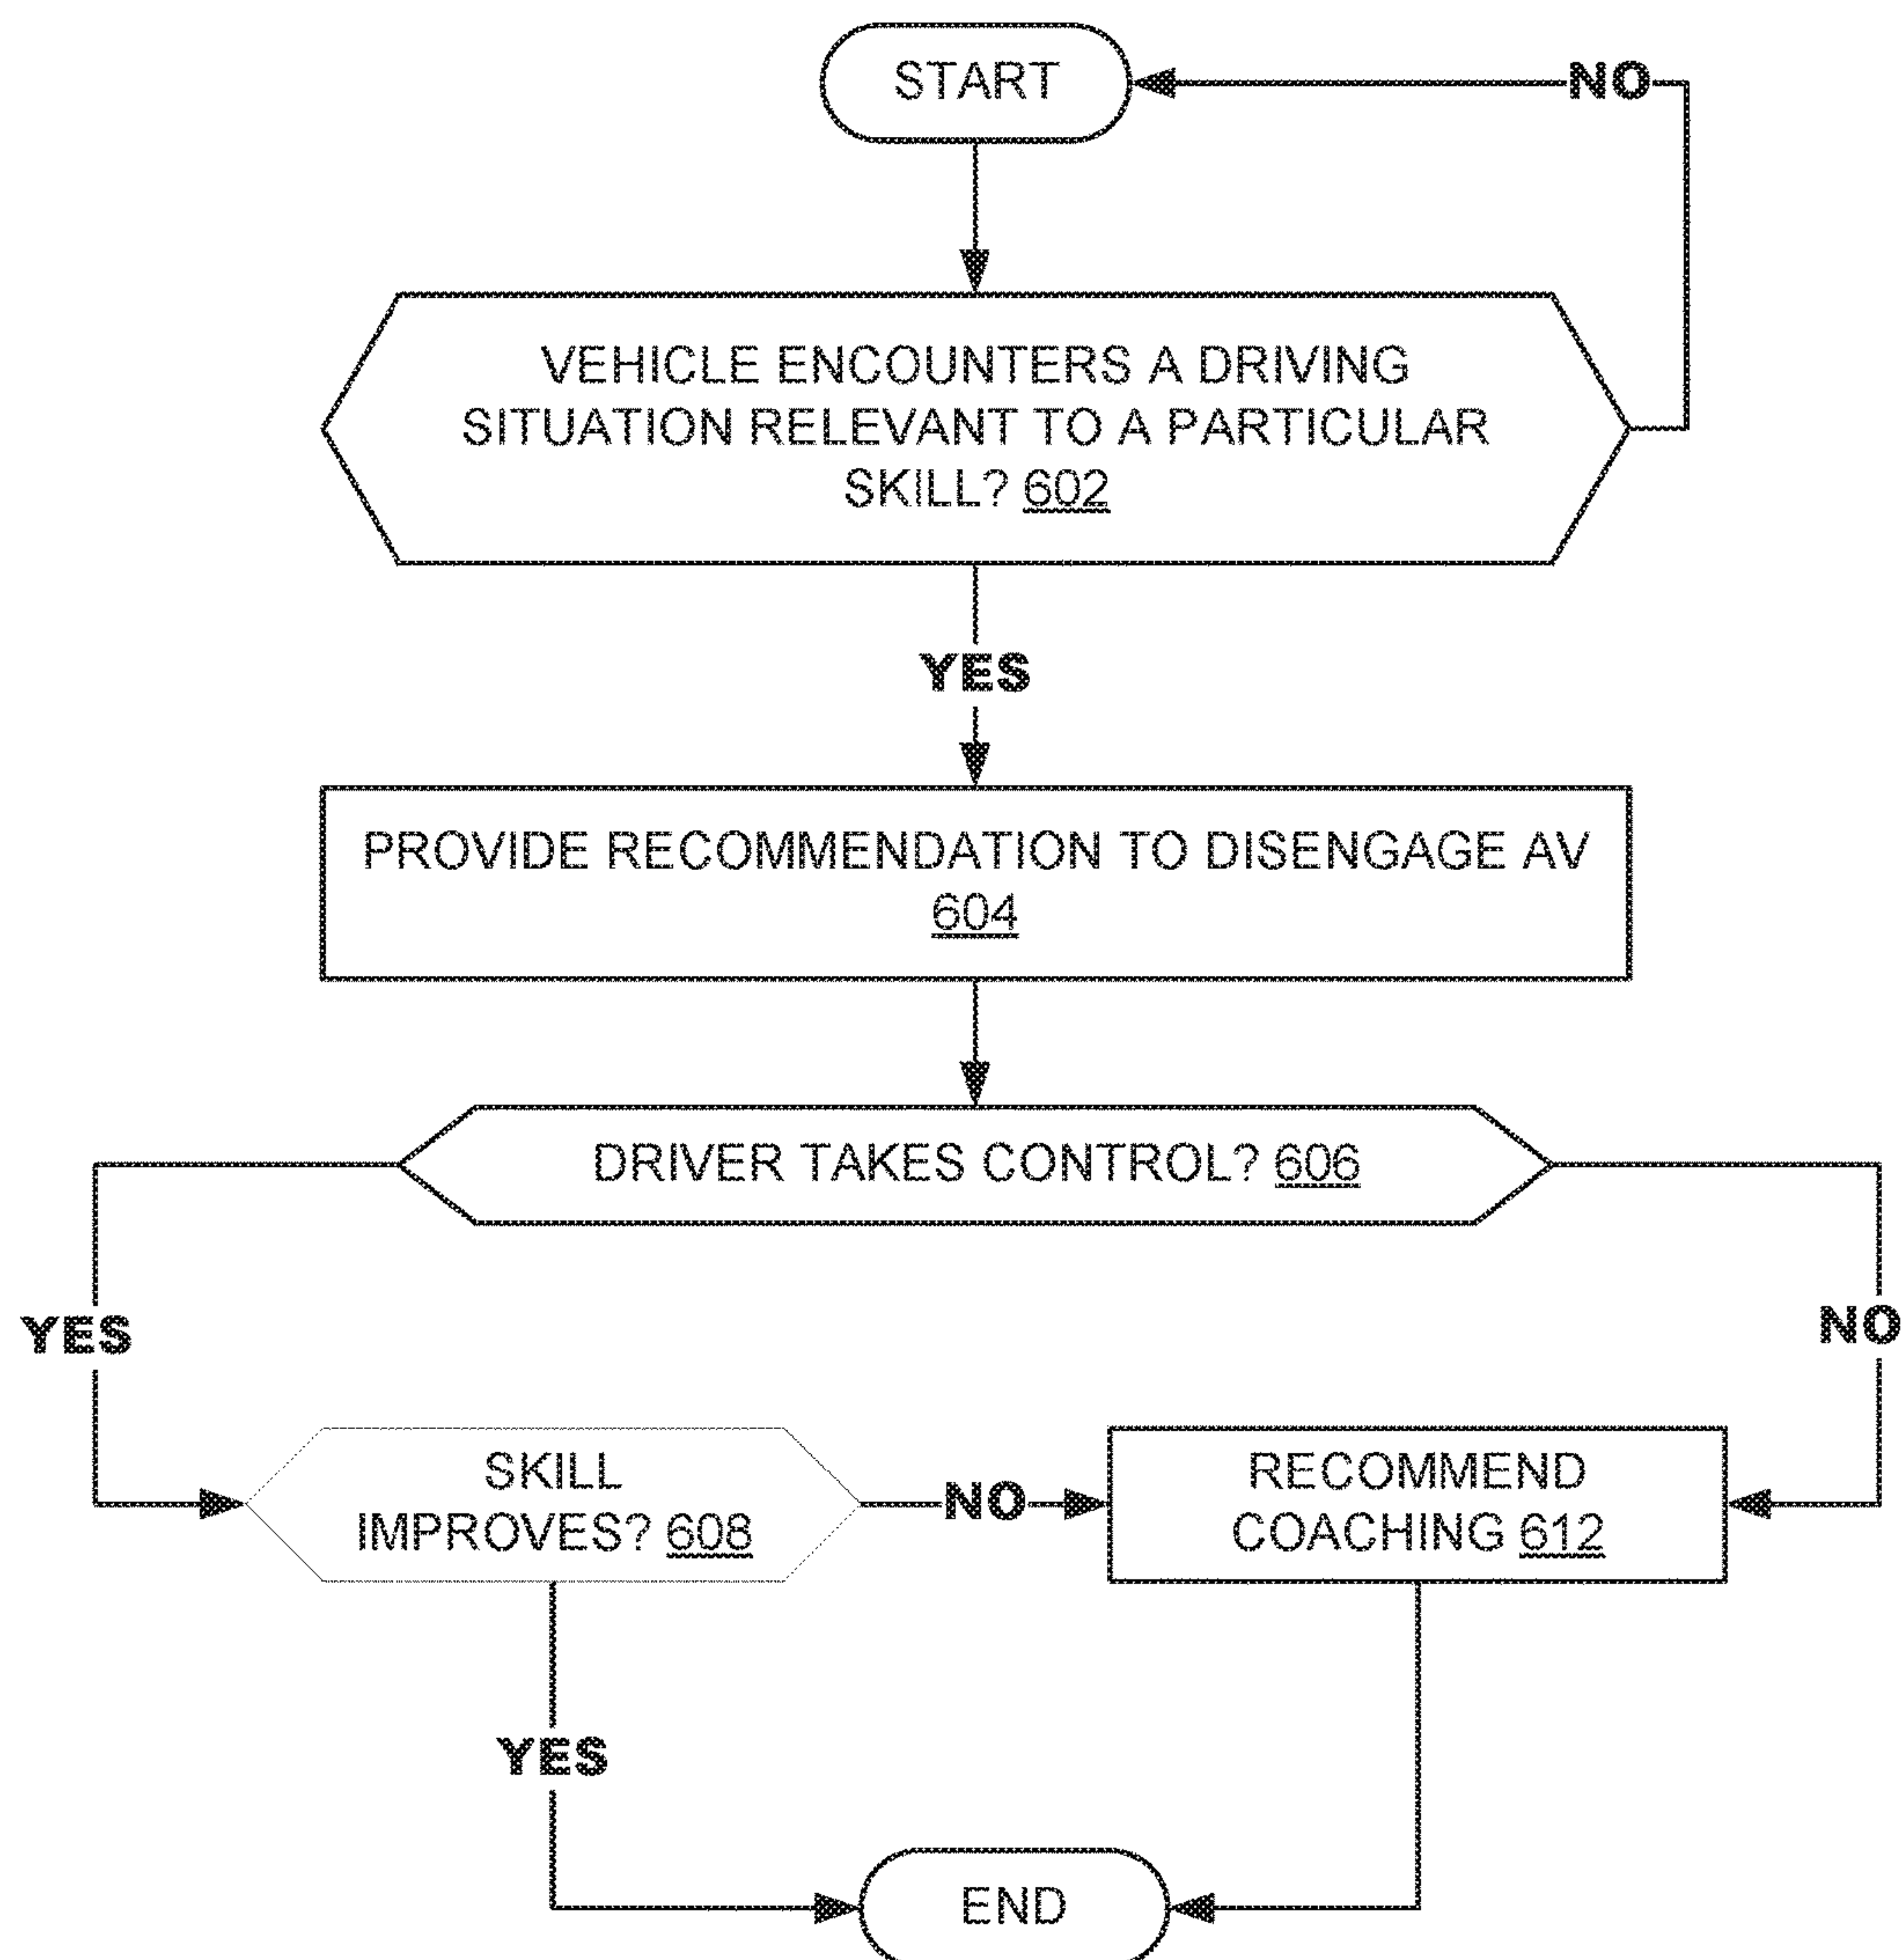 START
NO
VEHICLE ENCOUNTERS A DRIVING
SITUATION RELEVANT TO A PARTICULAR
SKILL? 602
YES
PROVIDE RECOMMENDATION TO DISENGAGE AV
604
DRIVER TAKES CONTROL? 606
YES
NO
SKILL
IMPROVES? 608
NO
RECOMMEND
COACHING 612
YES
END